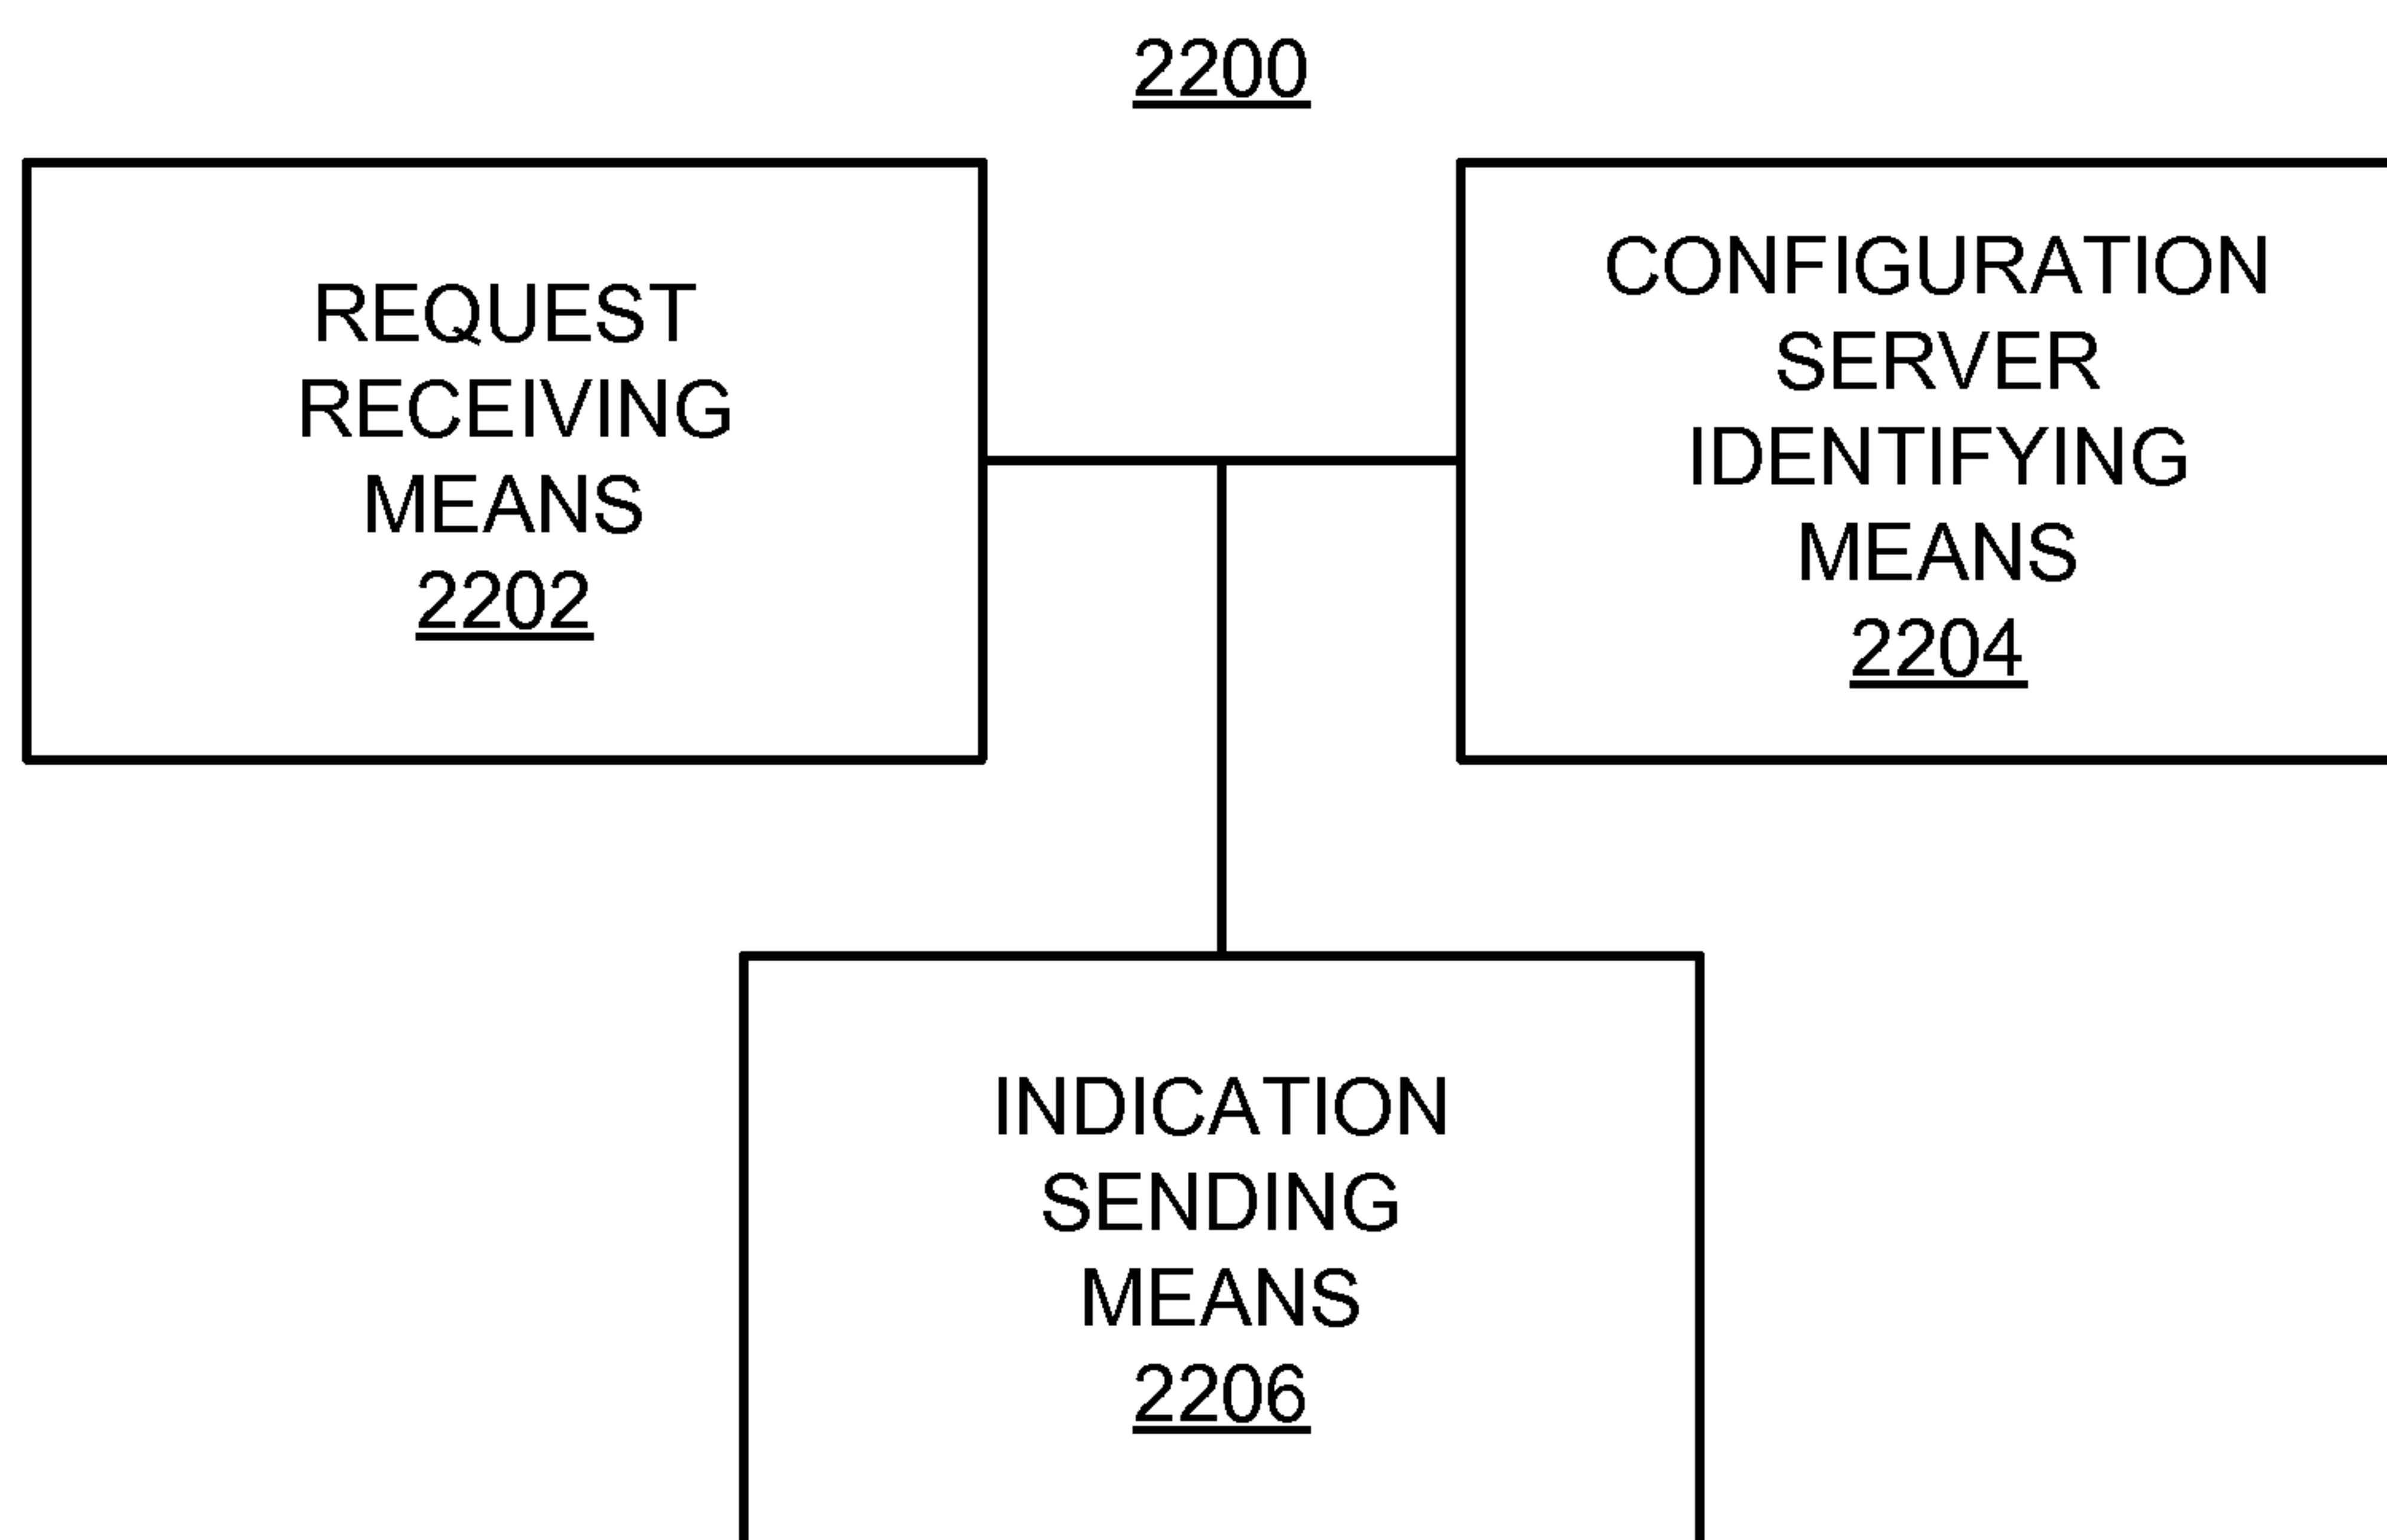 2200
REQUEST
RECEIVING
MEANS
2202
CONFIGURATION
SERVER
IDENTIFYING
MEANS
2204
INDICATION
SENDING
MEANS
2206